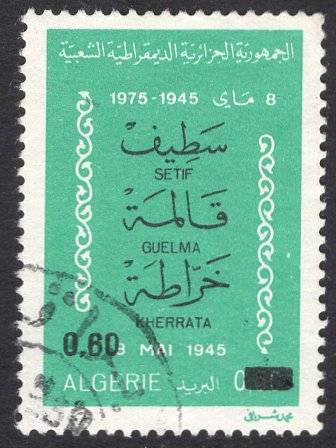 الجمهورية الجزائرية الديمقراطية الشعبية
8 ماي 1945-1975
سطيف
SETIF
قالمة
GUELMA
خراطة
KHERRATA
0.60
8 MAI 1945
ALGERIE البريد